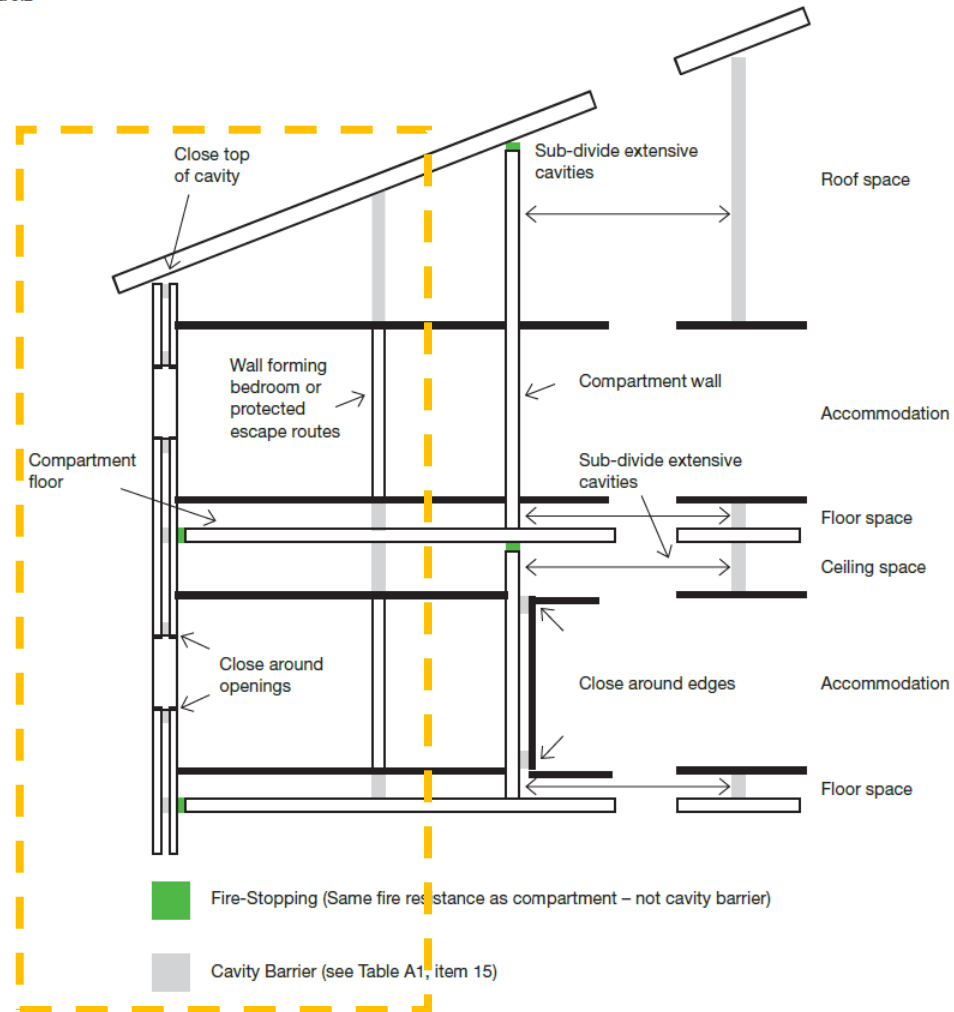 Close top
of cavity
Sub-divide extensive
cavities
Roof space
Wall forming
bedroom or
protected
escape routes
Compartment wall
Accommodation
Compartment
floor
Sub-divide extensive
cavities
Floor space
Ceiling space
Close around
openings
Close around edges
Accommodation
Floor space
Fire-Stopping (Same fire resistance as compartment – not cavity barrier)
Cavity Barrier (see Table A1, item 15)